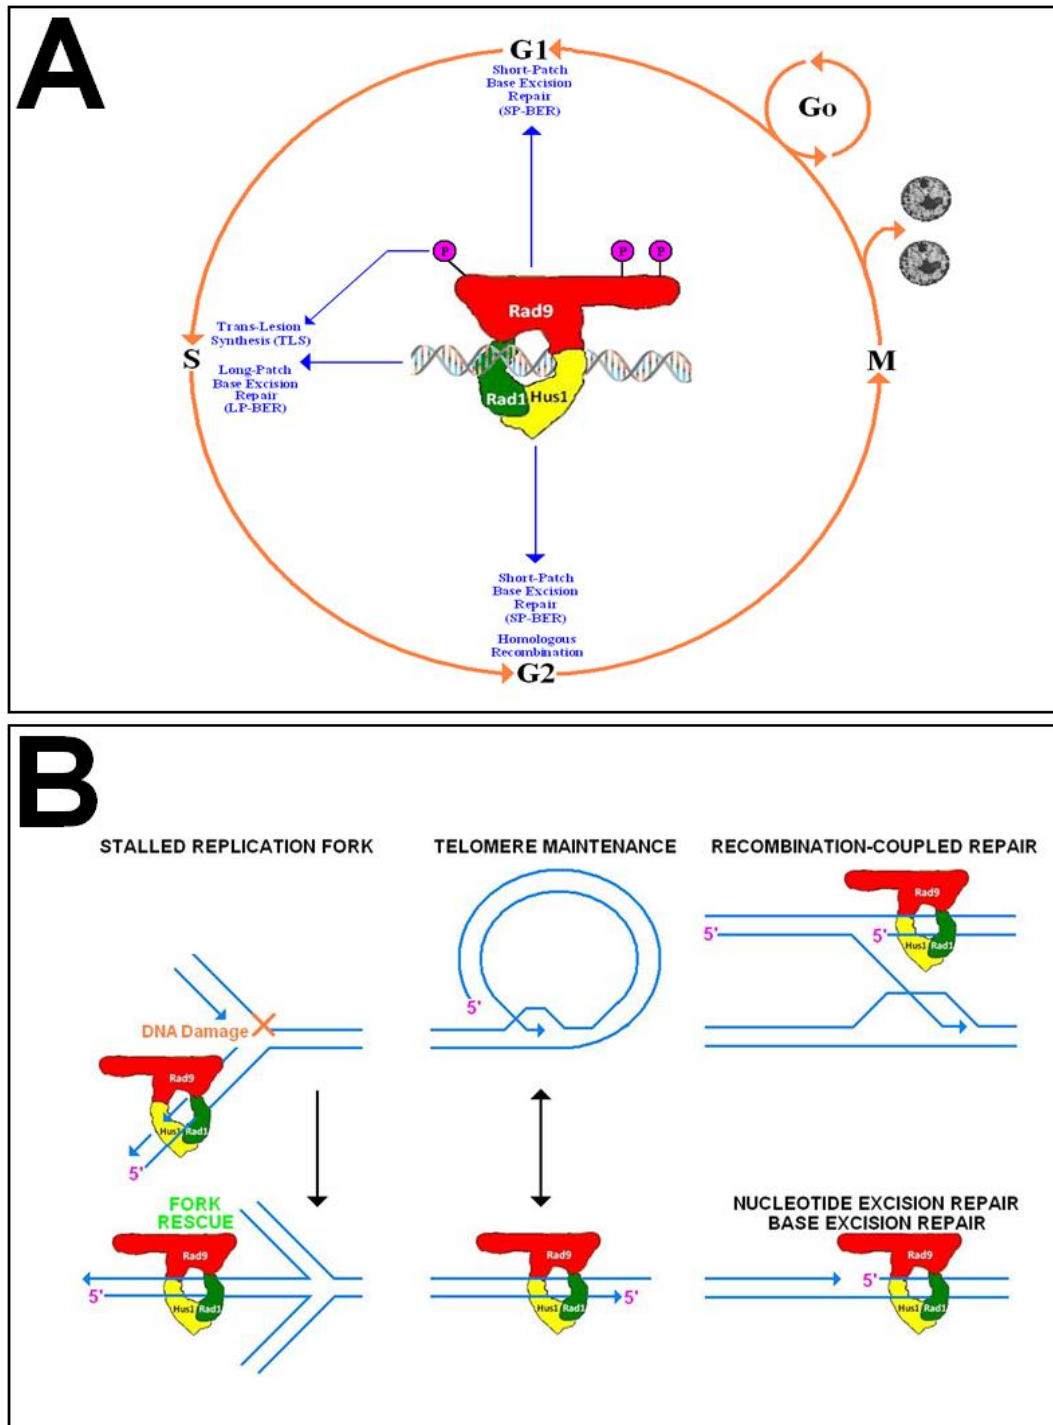 A
G1
Short-Patch
Base Excision
Repair
(SP-BER)
Go
P
P
P
Rad9
Trans-Lesion
Synthesis (TLS)
S
Long-Patch
Base Excision
Repair
(LP-BER)
Rad1
Hus1
M
Short-Patch
Base Excision
Repair
(SP-BER)
Homologous
Recombination
G2
B
STALLED REPLICATION FORK
DNA Damage
Rad9
Hus1
Rad1
5'
FORK
RESCUE
Rad9
5'
Hus1
Rad1
TELOMERE MAINTENANCE
5'
Rad9
Hus1
Rad1
5'
RECOMBINATION-COUPLED REPAIR
Rad9
5'
5'
Hus1
Rad1
NUCLEOTIDE EXCISION REPAIR
BASE EXCISION REPAIR
Rad9
5'
Hus1
Rad1